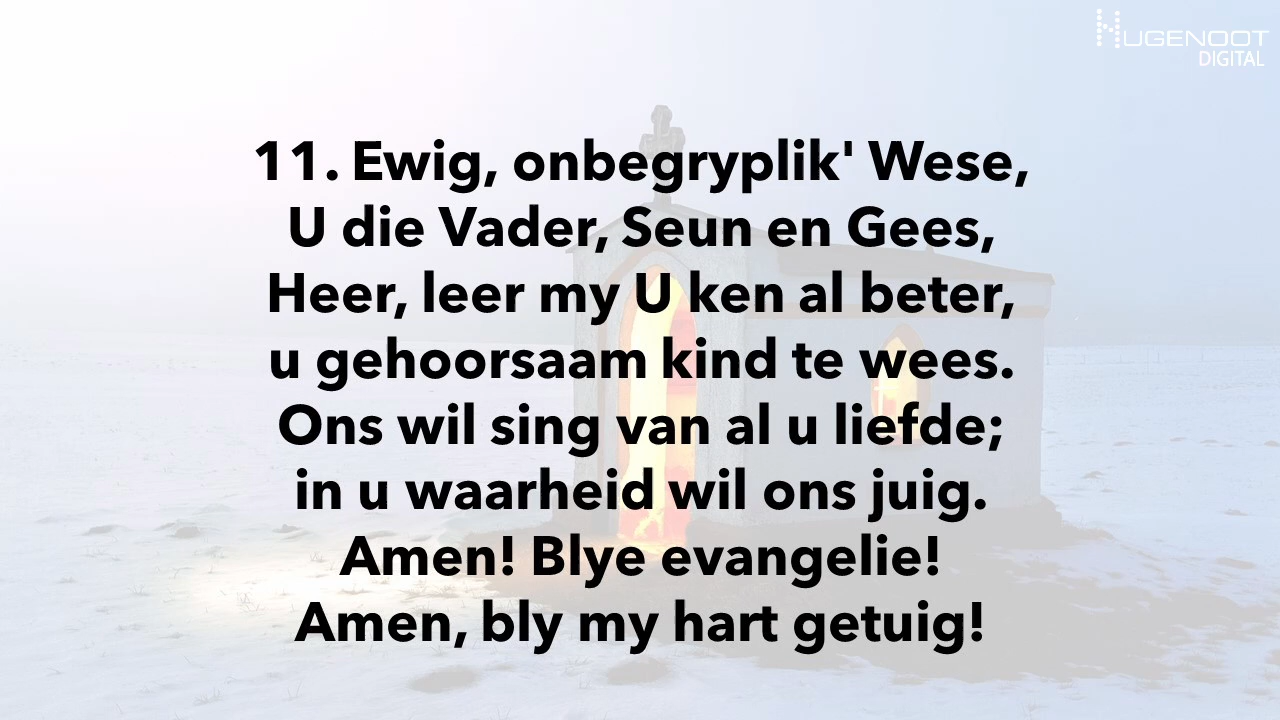 HUGENOOT
DIGITAL
11. Ewig, onbegryplik' Wese,
U die Vader, Seun en Gees,
Heer, leer my U ken al beter,
u gehoorsaam kind te wees.
Ons wil sing van al u liefde;
in u waarheid wil ons juig.
Amen! Blye evangelie!
Amen, bly my hart getuig!